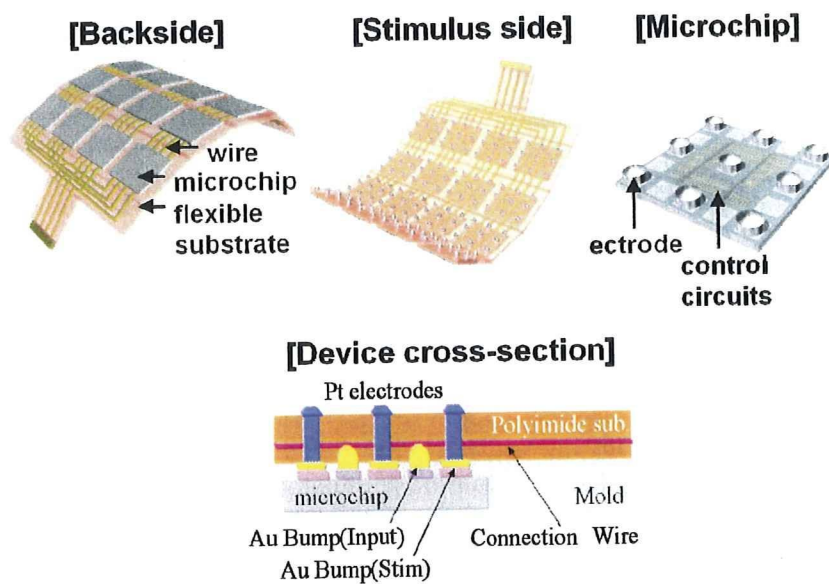 [Backside]
[Stimulus side]
[Microchip]
wire
microchip
flexible
substrate
ectrode
control
circuits
[Device cross-section]
Pt electrodes
Polyimide sub.
microchip
Mold
Au Bump(Input)
Connection Wire
Au Bump(Stim)